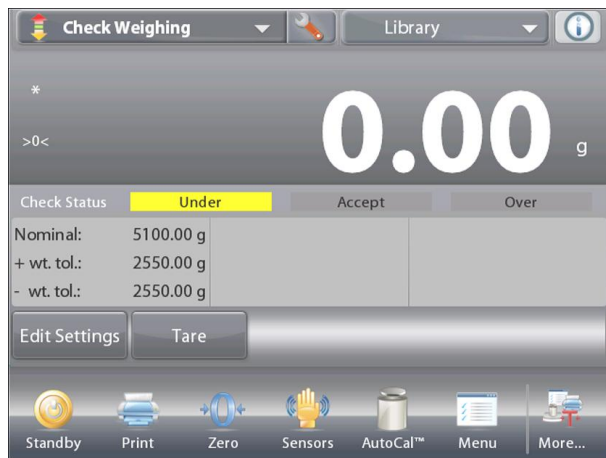 Check Weighing
Library
*
>0<
0.00 g
Check Status Under Accept Over
Nominal: 5100.00 g
+ wt. tol.: 2550.00 g
- wt. tol.: 2550.00 g
Edit Settings Tare
Standby Print Zero Sensors AutoCal™ Menu More...